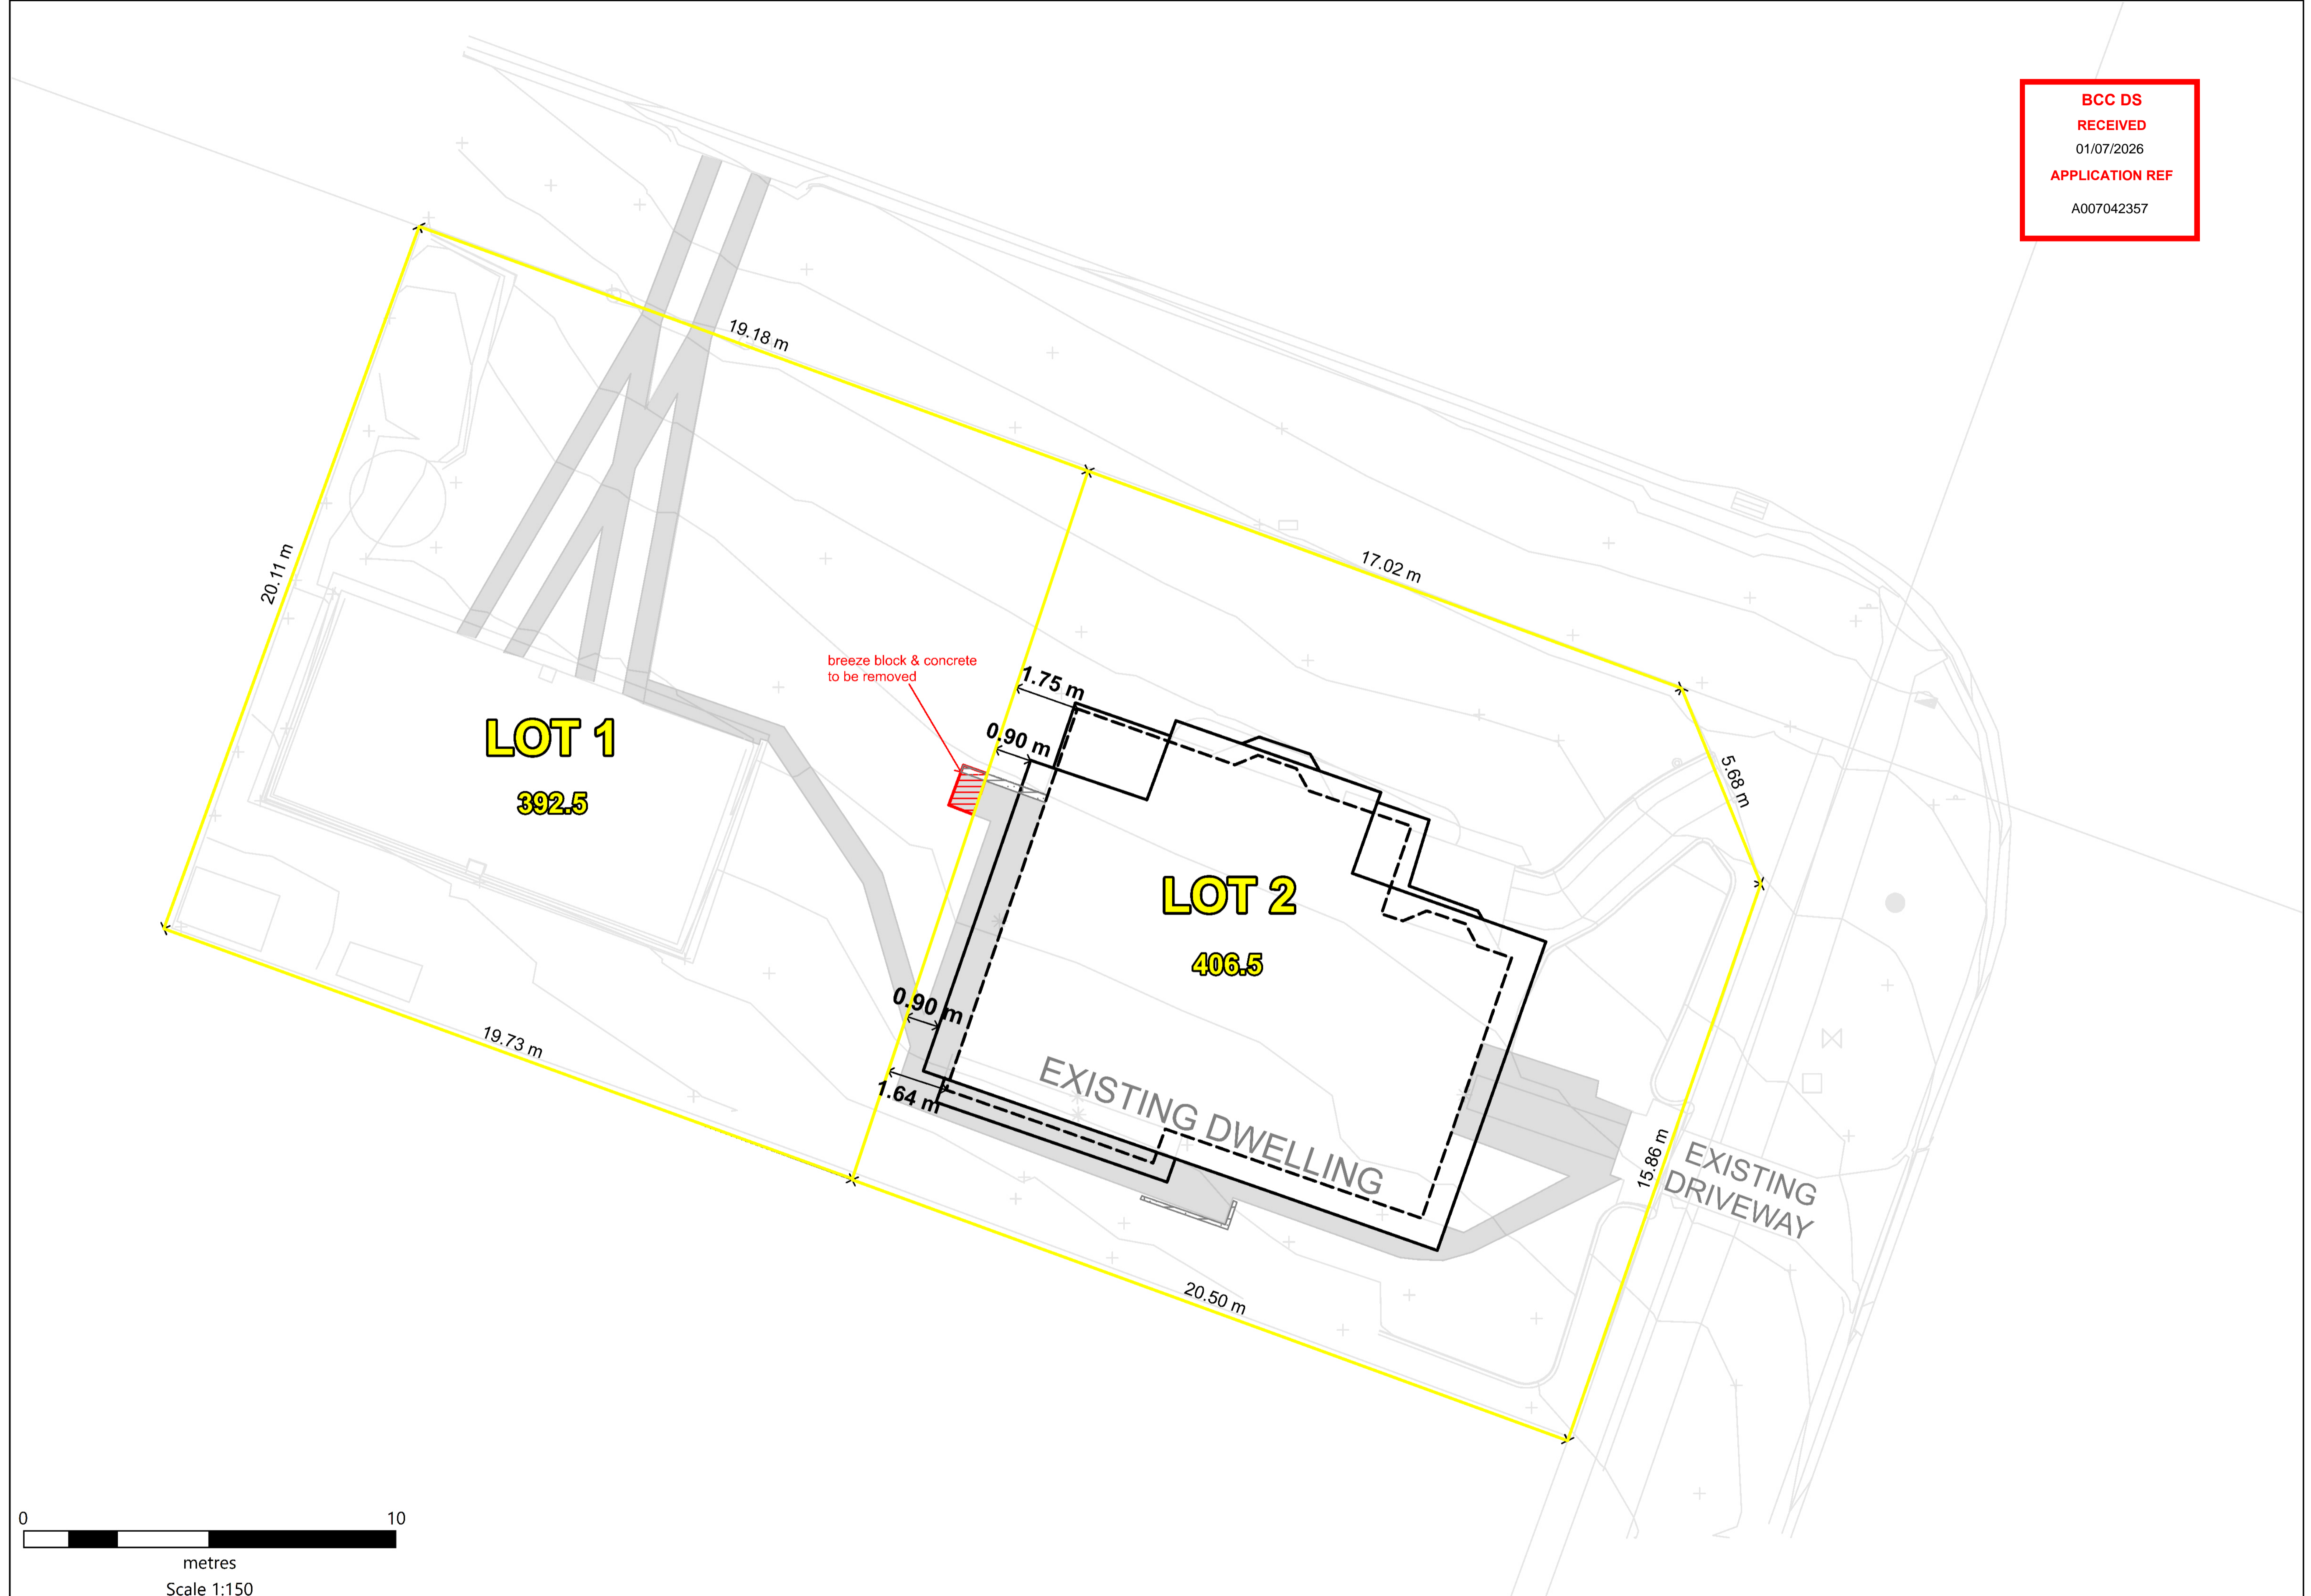 BCC DS
RECEIVED
01/07/2026
APPLICATION REF
A007042357
19.18 m
17.02 m
20.11 m
breeze block & concrete
to be removed
1.75 m
0.90 m
5.68 m
LOT 1
392.5
LOT 2
406.5
0.90 m
19.73 m
1.64 m
EXISTING DWELLING
15.86 m
EXISTING
DRIVEWAY
20.50 m
0 10
metres
Scale 1:150